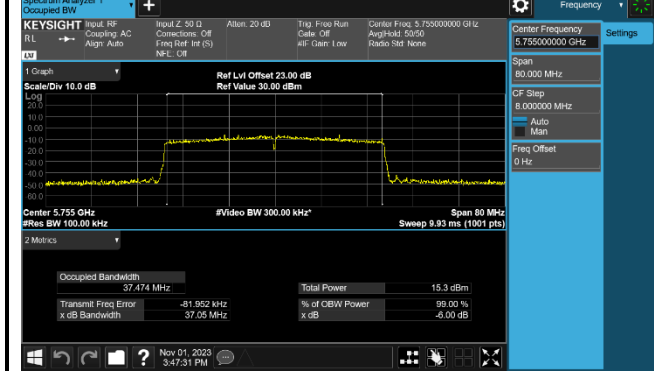 Spectrum Analyzer 1
Occupied BW
Frequency
KEYSIGHT Input: RF
RL
Coupling: AC
Align: Auto
Input Z: 50 Ω
Corrections: Off
Freq Ref: Int (S)
NFE: Off
Atten: 20 dB
Trig: Free Run
Gate: Off
#IF Gain: Low
Center Freq: 5.755000000 GHz
Avg|Hold: 50/50
Radio Std: None
LXI
Center Frequency
5.755000000 GHz
Settings
Span
80.000 MHz
CF Step
8.000000 MHz
Auto
Man
Freq Offset
0 Hz
1 Graph
Scale/Div 10.0 dB
Ref Lvl Offset 23.00 dB
Ref Value 30.00 dBm
Log
20.0
10.0
0.00
-10.0
-20.0
-30.0
-40.0
-50.0
-60.0
Center 5.755 GHz
#Video BW 300.00 kHz*
Span 80 MHz
#Res BW 100.00 kHz
Sweep 9.93 ms (1001 pts)
2 Metrics
Occupied Bandwidth
37.474 MHz
Total Power 15.3 dBm
Transmit Freq Error -81.952 kHz
% of OBW Power 99.00 %
x dB Bandwidth 37.05 MHz
x dB -6.00 dB
?
Nov 01, 2023
3:47:31 PM